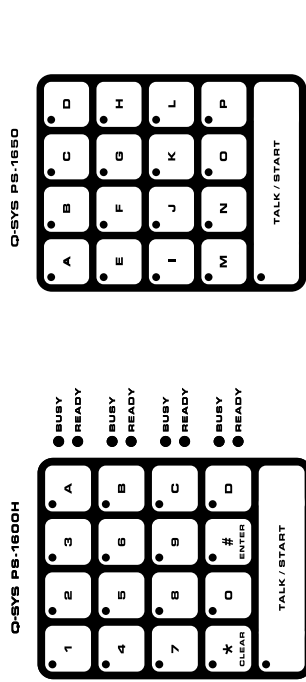 Q-SYS PS-1600H
1 2 3 A
BUSY
READY
4 5 6 B
BUSY
READY
7 8 9 C
BUSY
READY
* 0 # D
CLEAR ENTER
BUSY
READY
TALK / START
Q-SYS PS-1650
A B C D
E F G H
I J K L
M N O P
TALK / START